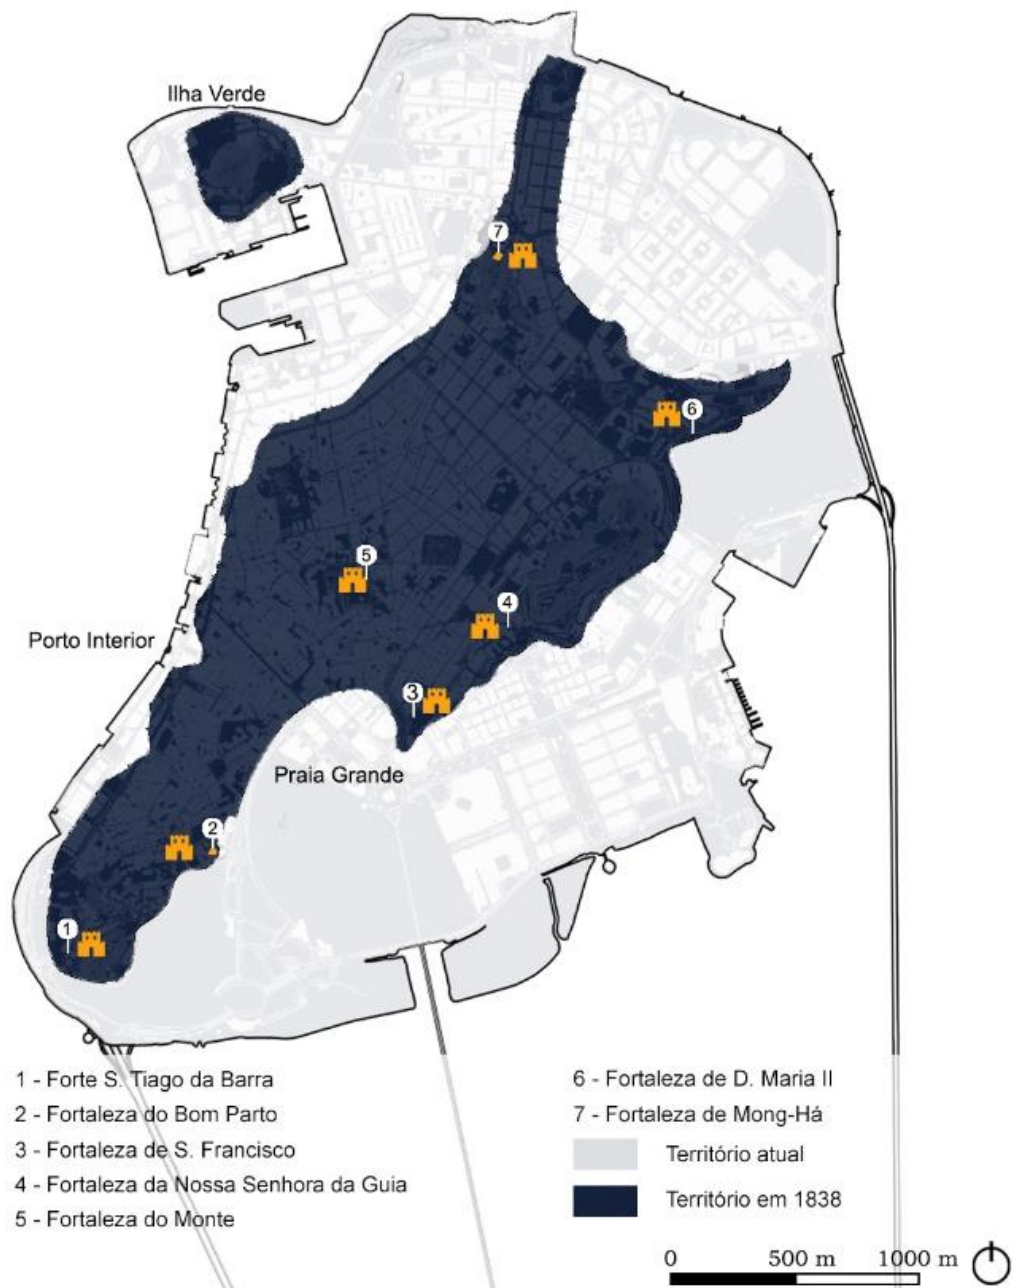 Ilha Verde
7
6
5
4
Porto Interior
3
Praia Grande
2
1
1 - Forte S. Tiago da Barra
2 - Fortaleza do Bom Parto
3 - Fortaleza de S. Francisco
4 - Fortaleza da Nossa Senhora da Guia
5 - Fortaleza do Monte
6 - Fortaleza de D. Maria II
7 - Fortaleza de Mong-Há
Território atual
Território em 1838
0 500 m 1000 m